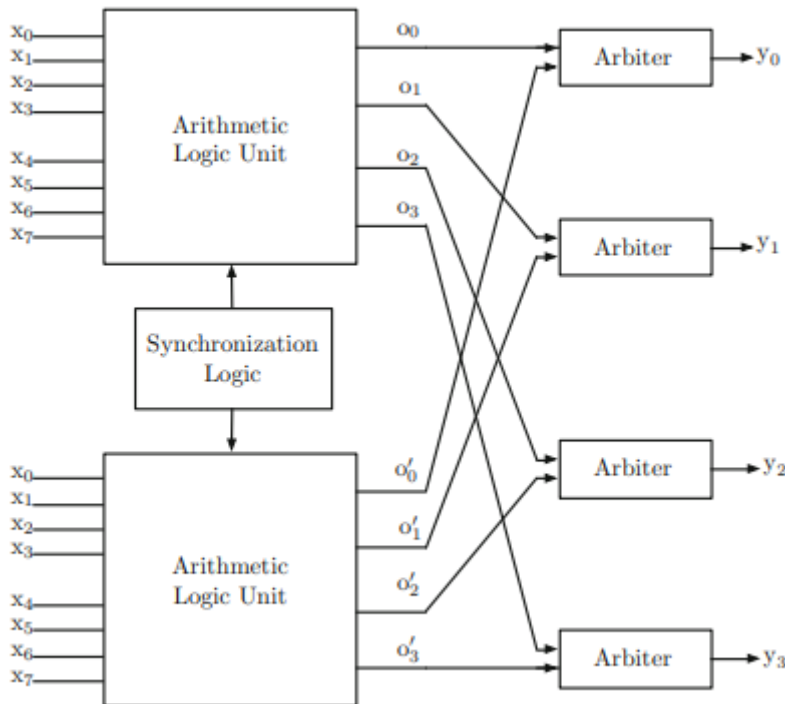 x₀
x₁
x₂
x₃
x₄
x₅
x₆
x₇
Arithmetic
Logic Unit
o₀
o₁
o₂
o₃
Arbiter
y₀
Arbiter
y₁
Synchronization
Logic
x₀
x₁
x₂
x₃
x₄
x₅
x₆
x₇
Arithmetic
Logic Unit
o′₀
o′₁
o′₂
o′₃
Arbiter
y₂
Arbiter
y₃